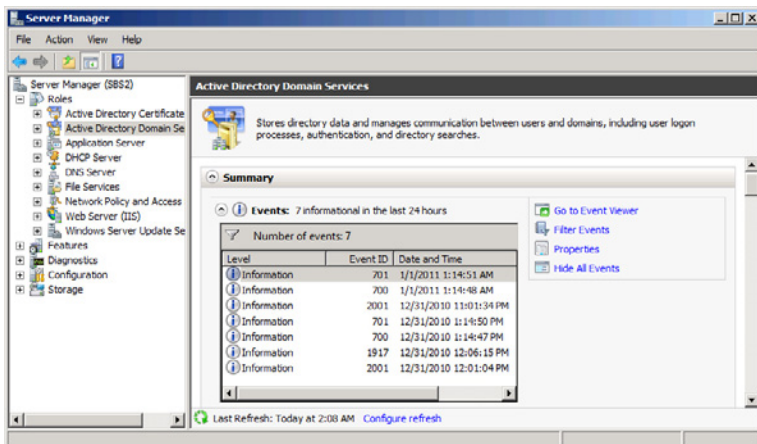 Server Manager
File Action View Help
Server Manager (SBS2)
Roles
Active Directory Certificate
Active Directory Domain Se
Application Server
DHCP Server
DNS Server
File Services
Network Policy and Access
Web Server (IIS)
Windows Server Update Se
Features
Diagnostics
Configuration
Storage
Active Directory Domain Services
Stores directory data and manages communication between users and domains, including user logon
processes, authentication, and directory searches.
Summary
Events: 7 informational in the last 24 hours
Number of events: 7
Level Event ID Date and Time
Information 701 1/1/2011 1:14:51 AM
Information 700 1/1/2011 1:14:48 AM
Information 2001 12/31/2010 11:01:34 PM
Information 701 12/31/2010 1:14:50 PM
Information 700 12/31/2010 1:14:47 PM
Information 1917 12/31/2010 12:06:15 PM
Information 2001 12/31/2010 12:01:04 PM
Go to Event Viewer
Filter Events
Properties
Hide All Events
Last Refresh: Today at 2:08 AM Configure refresh